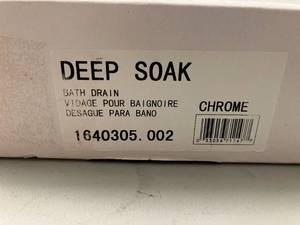 DEEP SOAK
BATH DRAIN
VIDAGE POUR BAIGNOIRE
DESAGUE PARA BANO
CHROME
1640305.002